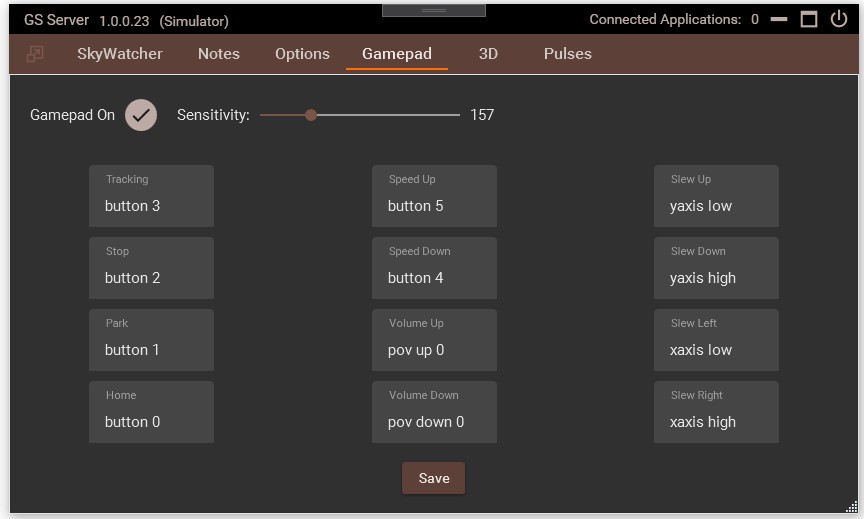 GS Server 1.0.0.23 (Simulator) Connected Applications: 0
SkyWatcher Notes Options Gamepad 3D Pulses
Gamepad On Sensitivity: 157
Tracking Speed Up Slew Up
button 3 button 5 yaxis low
Stop Speed Down Slew Down
button 2 button 4 yaxis high
Park Volume Up Slew Left
button 1 pov up 0 xaxis low
Home Volume Down Slew Right
button 0 pov down 0 xaxis high
Save